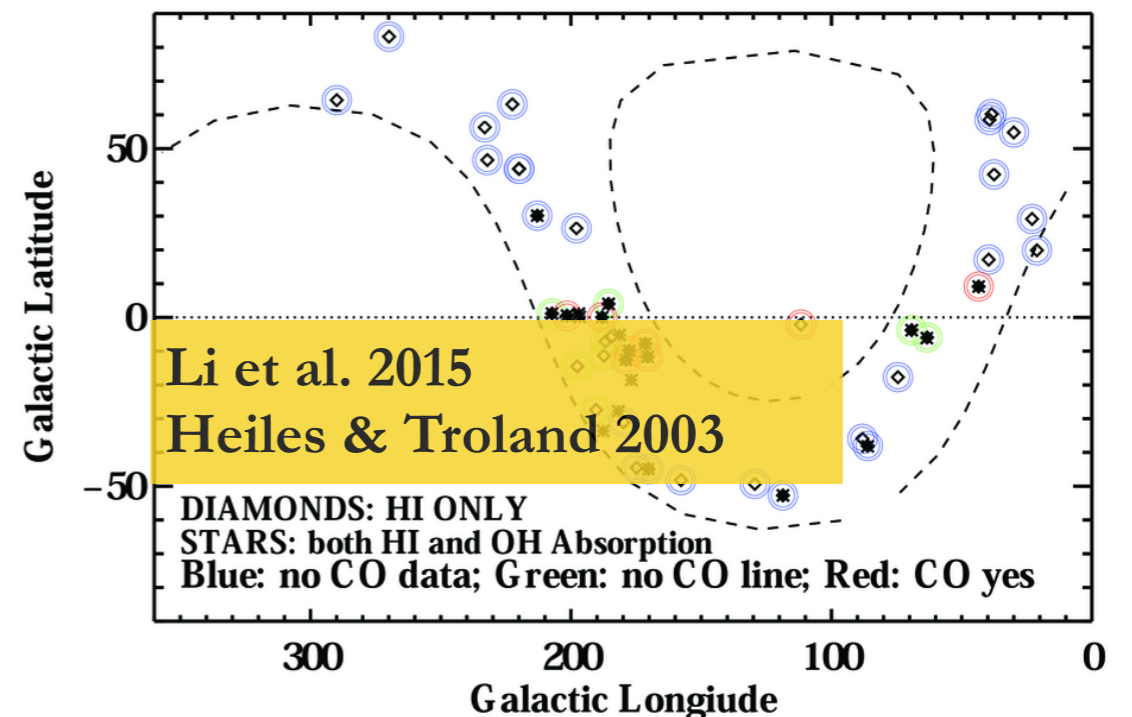 50
0
−50
Galactic Latitude
Li et al. 2015
Heiles & Troland 2003
DIAMONDS: HI ONLY
STARS: both HI and OH Absorption
Blue: no CO data; Green: no CO line; Red: CO yes
300
200
100
0
Galactic Longiude